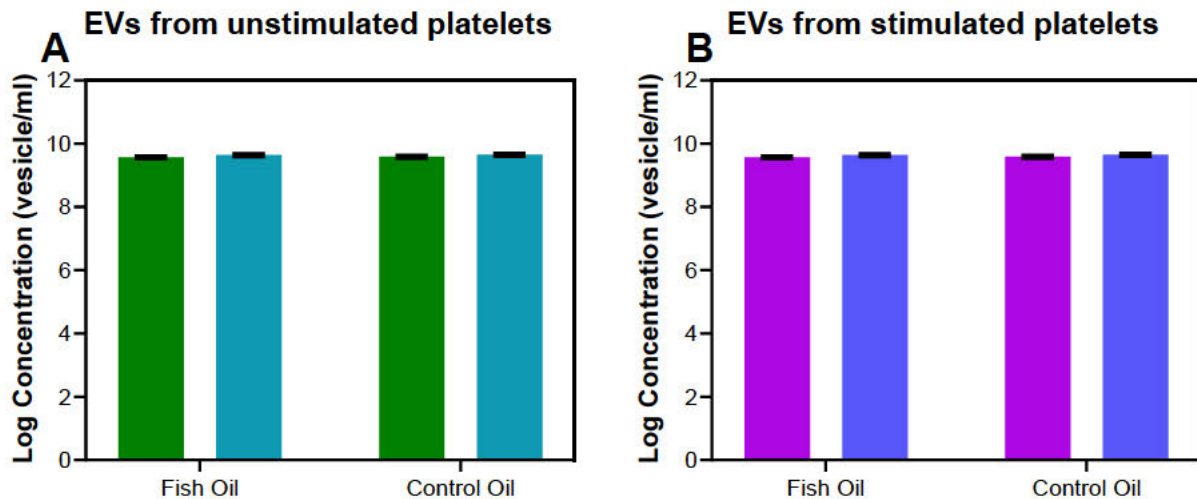 A
EVs from unstimulated platelets
Log Concentration (vesicle/ml)
12
10
8
6
4
2
0
Fish Oil
Control Oil
B
EVs from stimulated platelets
Log Concentration (vesicle/ml)
12
10
8
6
4
2
0
Fish Oil
Control Oil